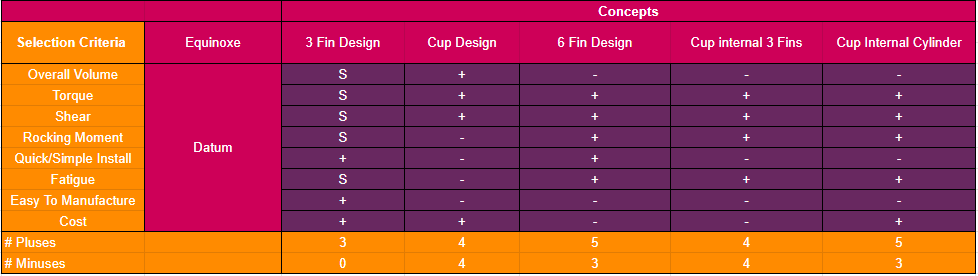 Concepts
Selection Criteria Equinoxe 3 Fin Design Cup Design 6 Fin Design Cup internal 3 Fins Cup Internal Cylinder
Overall Volume S + - - -
Torque S + + + +
Shear S + + + +
Rocking Moment S - + + +
Datum
Quick/Simple Install + - + - -
Fatigue S - + + +
Easy To Manufacture + - - - -
Cost + + - - +
# Pluses 3 4 5 4 5
# Minuses 0 4 3 4 3